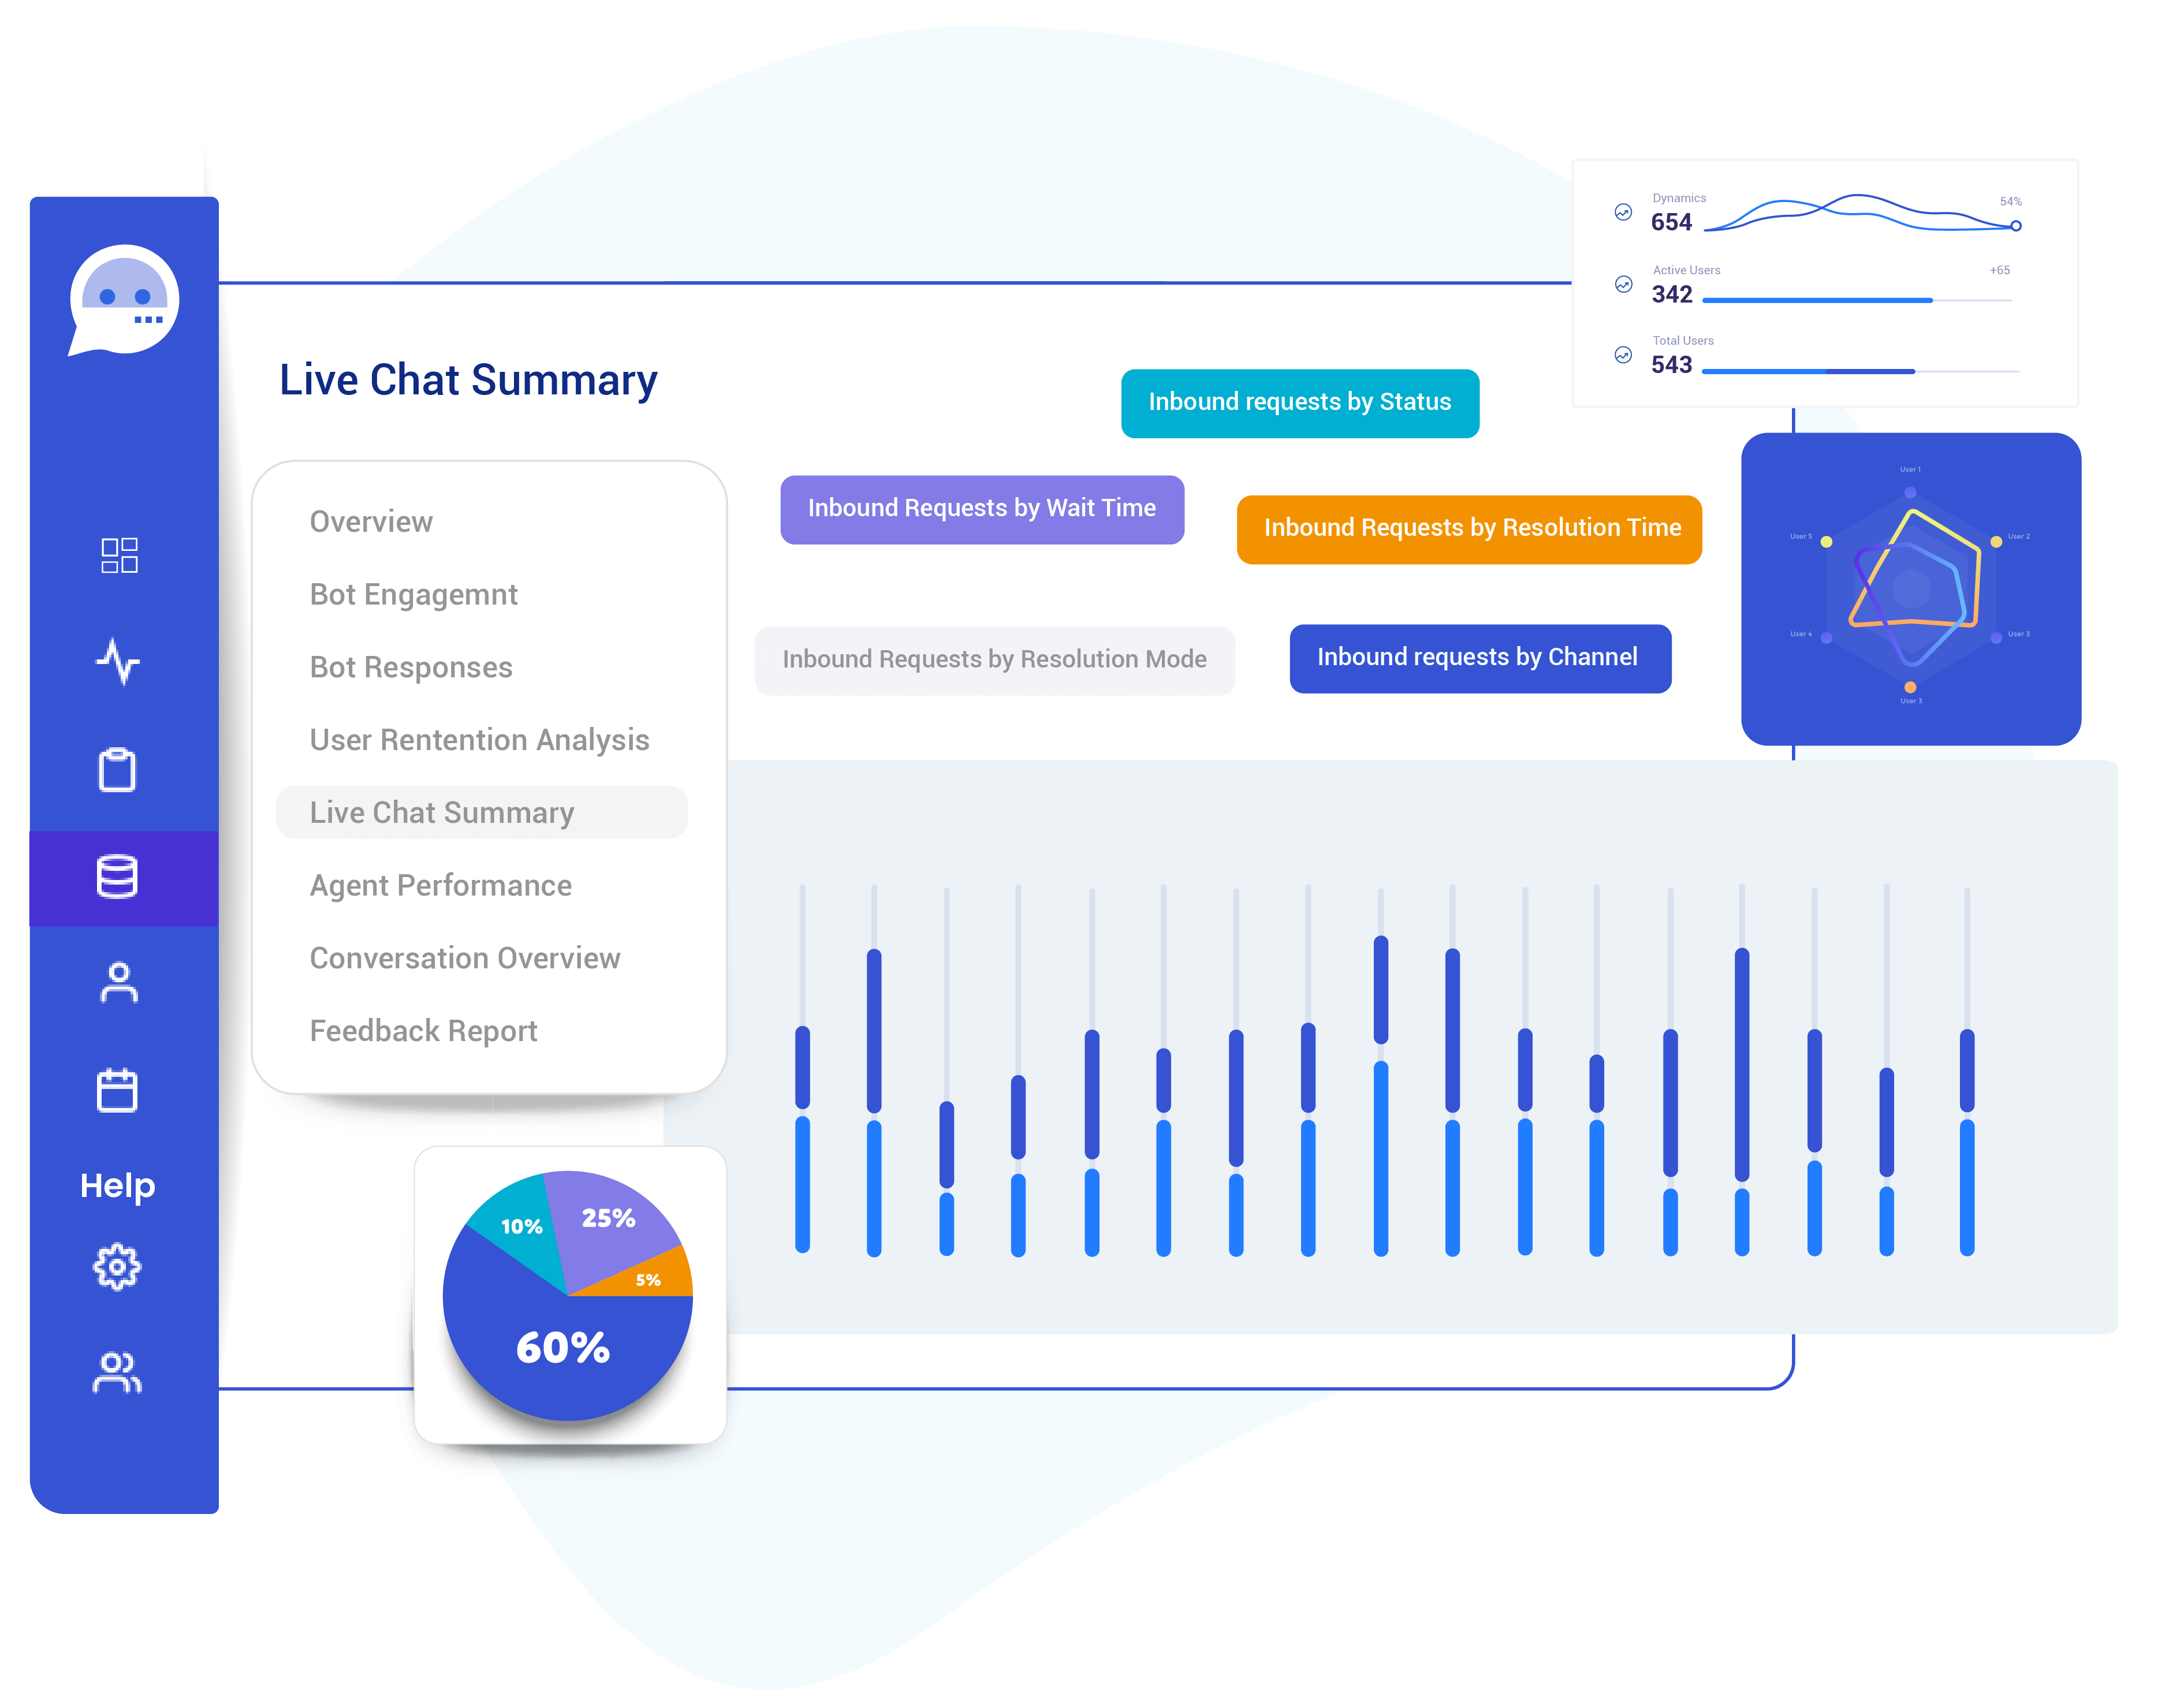 Dynamics
654
54%
Active Users
342
+65
Total Users
543
Live Chat Summary
Inbound requests by Status
Inbound Requests by Wait Time
Inbound Requests by Resolution Time
Inbound Requests by Resolution Mode
Inbound requests by Channel
User 1
User 5
User 2
User 4
User 3
User 3
Overview
Bot Engagemnt
Bot Responses
User Rentention Analysis
Live Chat Summary
Agent Performance
Conversation Overview
Feedback Report
Help
10%
25%
5%
60%